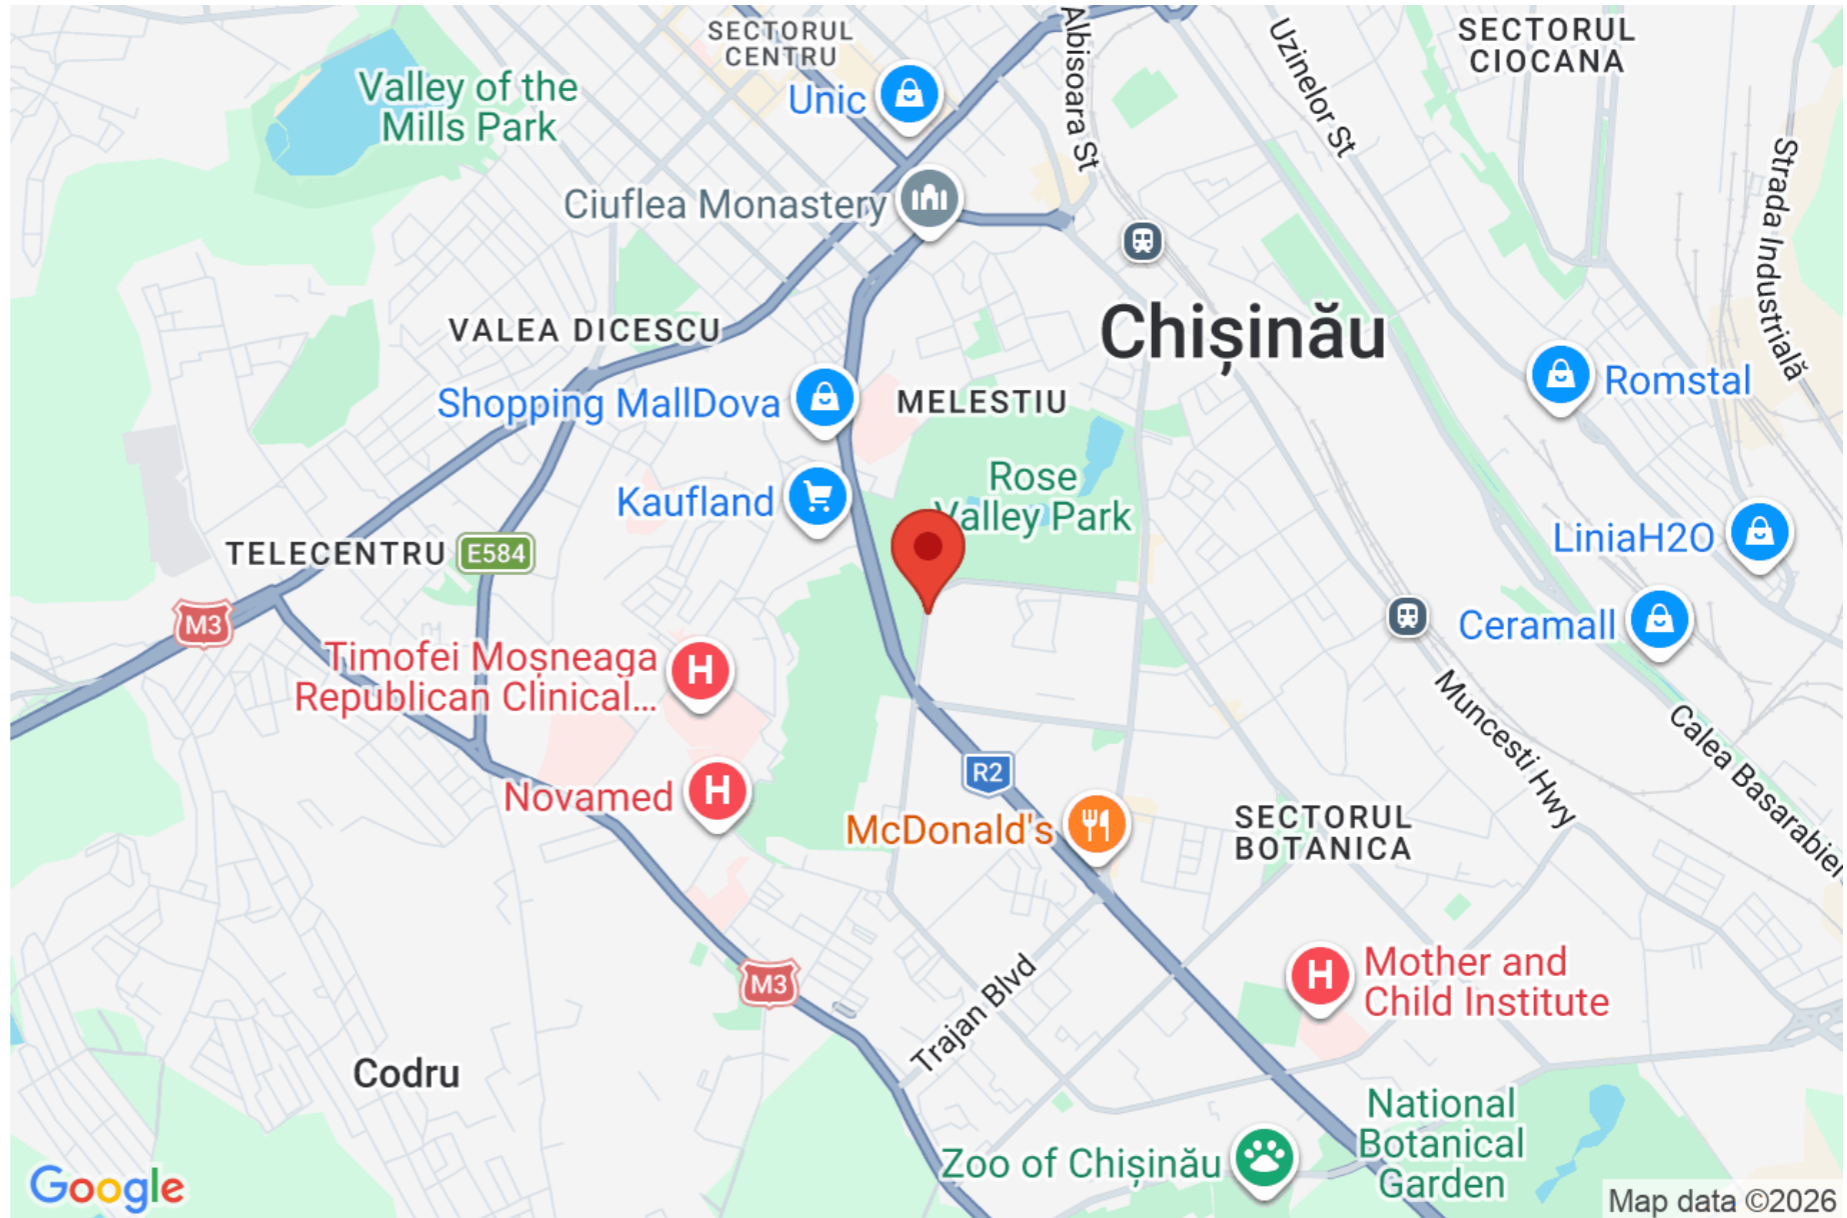 SECTORUL
CENTRU
Albisoara St
Uzinelor St
SECTORUL
CIOCANA
Valley of the
Mills Park
Unic
Strada Industrială
Ciuflea Monastery
VALEA DICESCU
Chișinău
Shopping MallDova
MELESTIU
Romstal
Rose
Valley Park
Kaufland
TELECENTRU
E584
LiniaH2O
M3
Ceramall
Timofei Moșneaga
Republican Clinical...
H
Muncesti Hwy
Calea Basarabiei
Novamed
H
R2
McDonald's
SECTORUL
BOTANICA
M3
Trajan Blvd
H
Mother and
Child Institute
Codru
National
Botanical
Garden
Zoo of Chișinău
Google
Map data ©2026